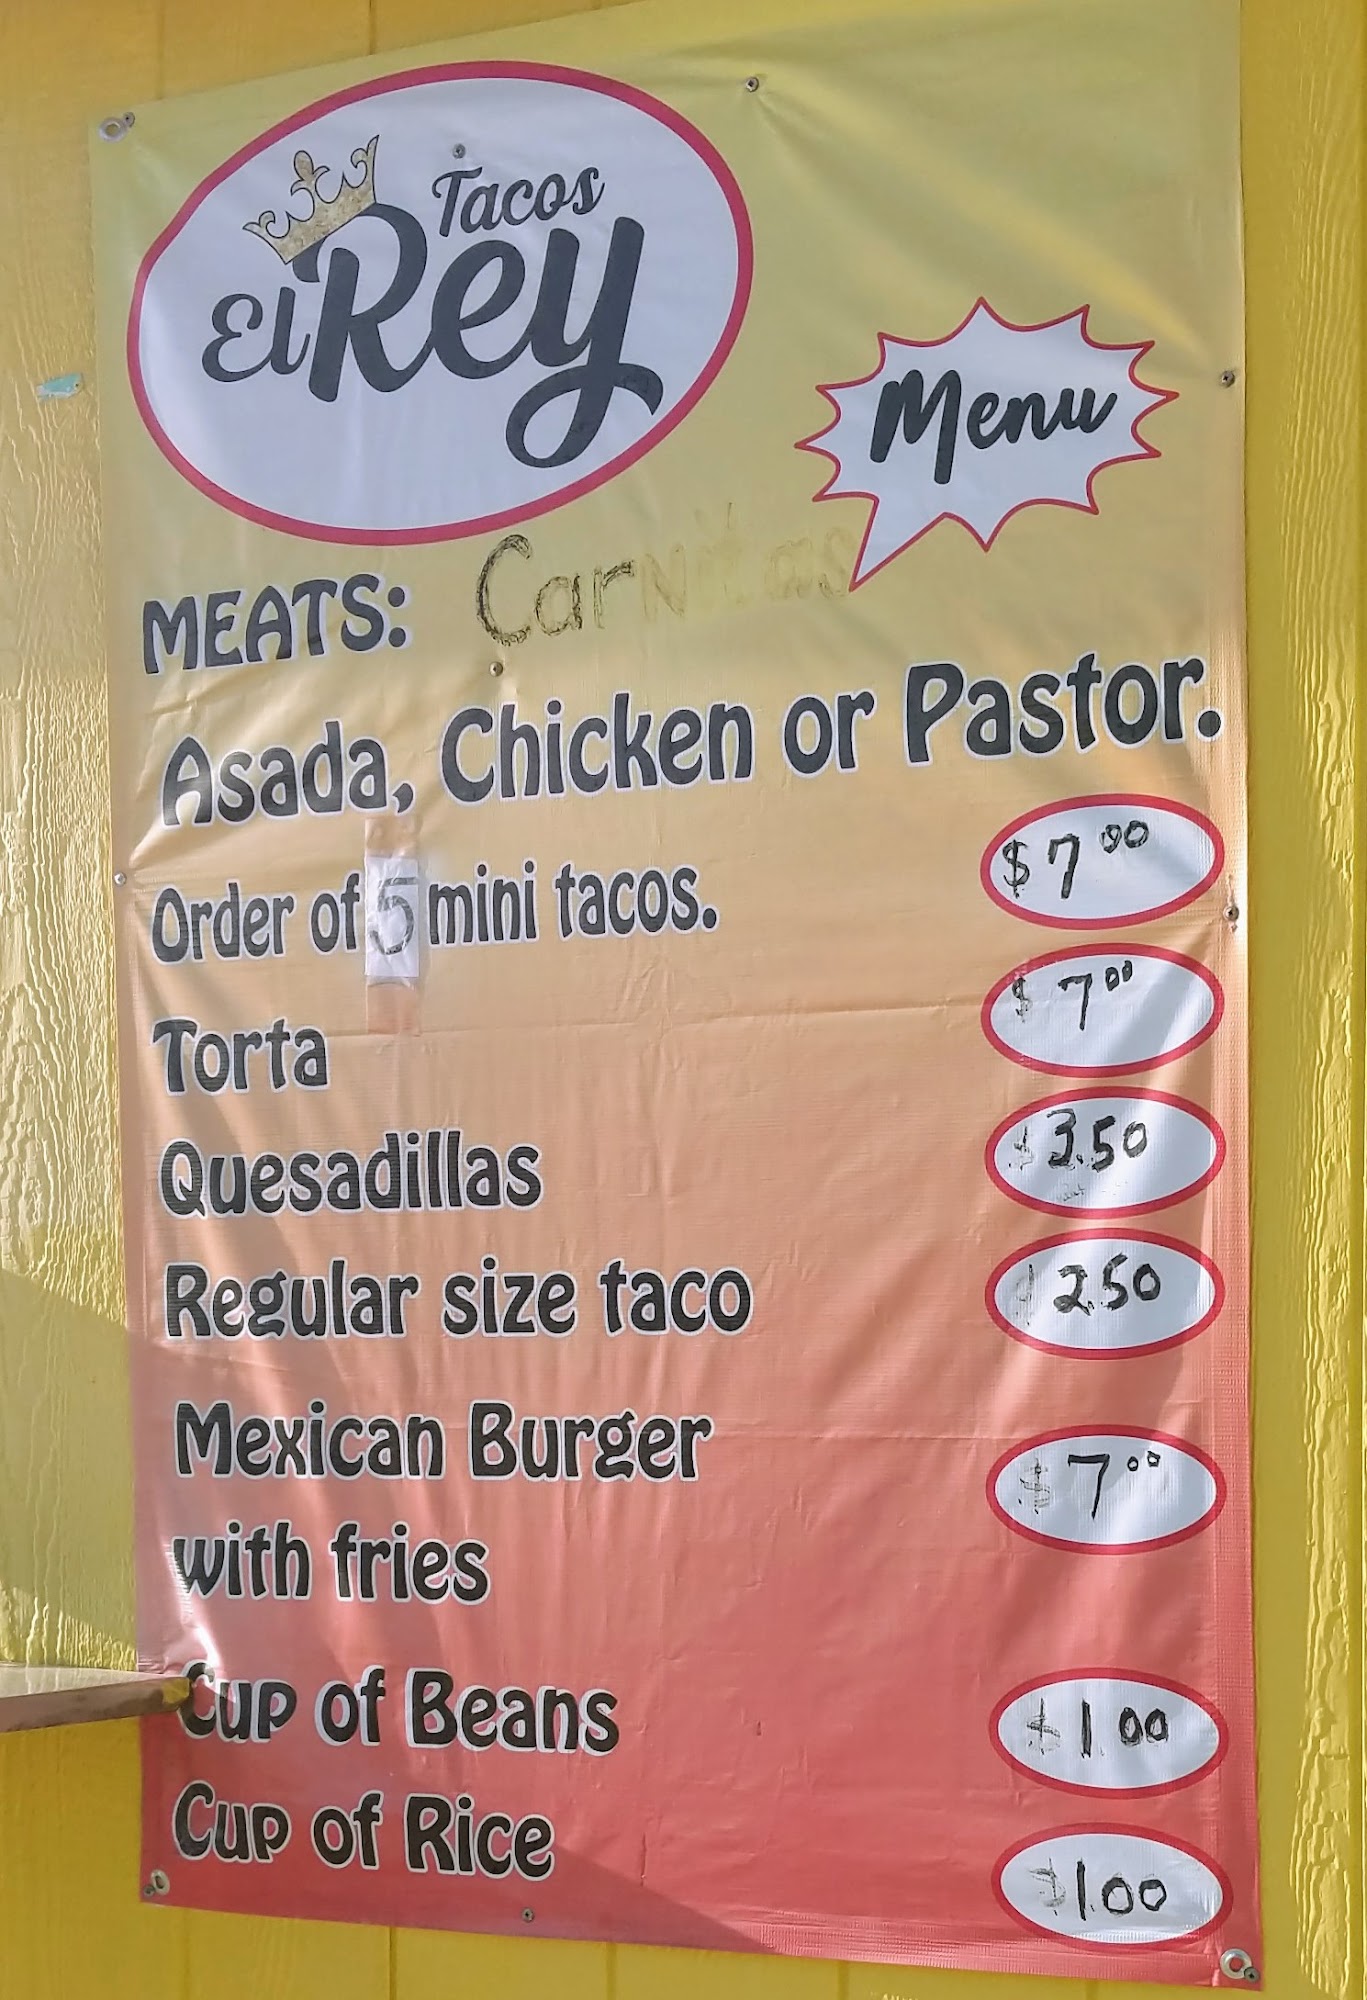 Tacos
El Rey
Menu
MEATS: Carnitas
Asada, Chicken or Pastor.
Order of 5 mini tacos. $7.00
Torta $7.00
Quesadillas $3.50
Regular size taco $2.50
Mexican Burger
with fries $7.00
Cup of Beans $1.00
Cup of Rice $1.00